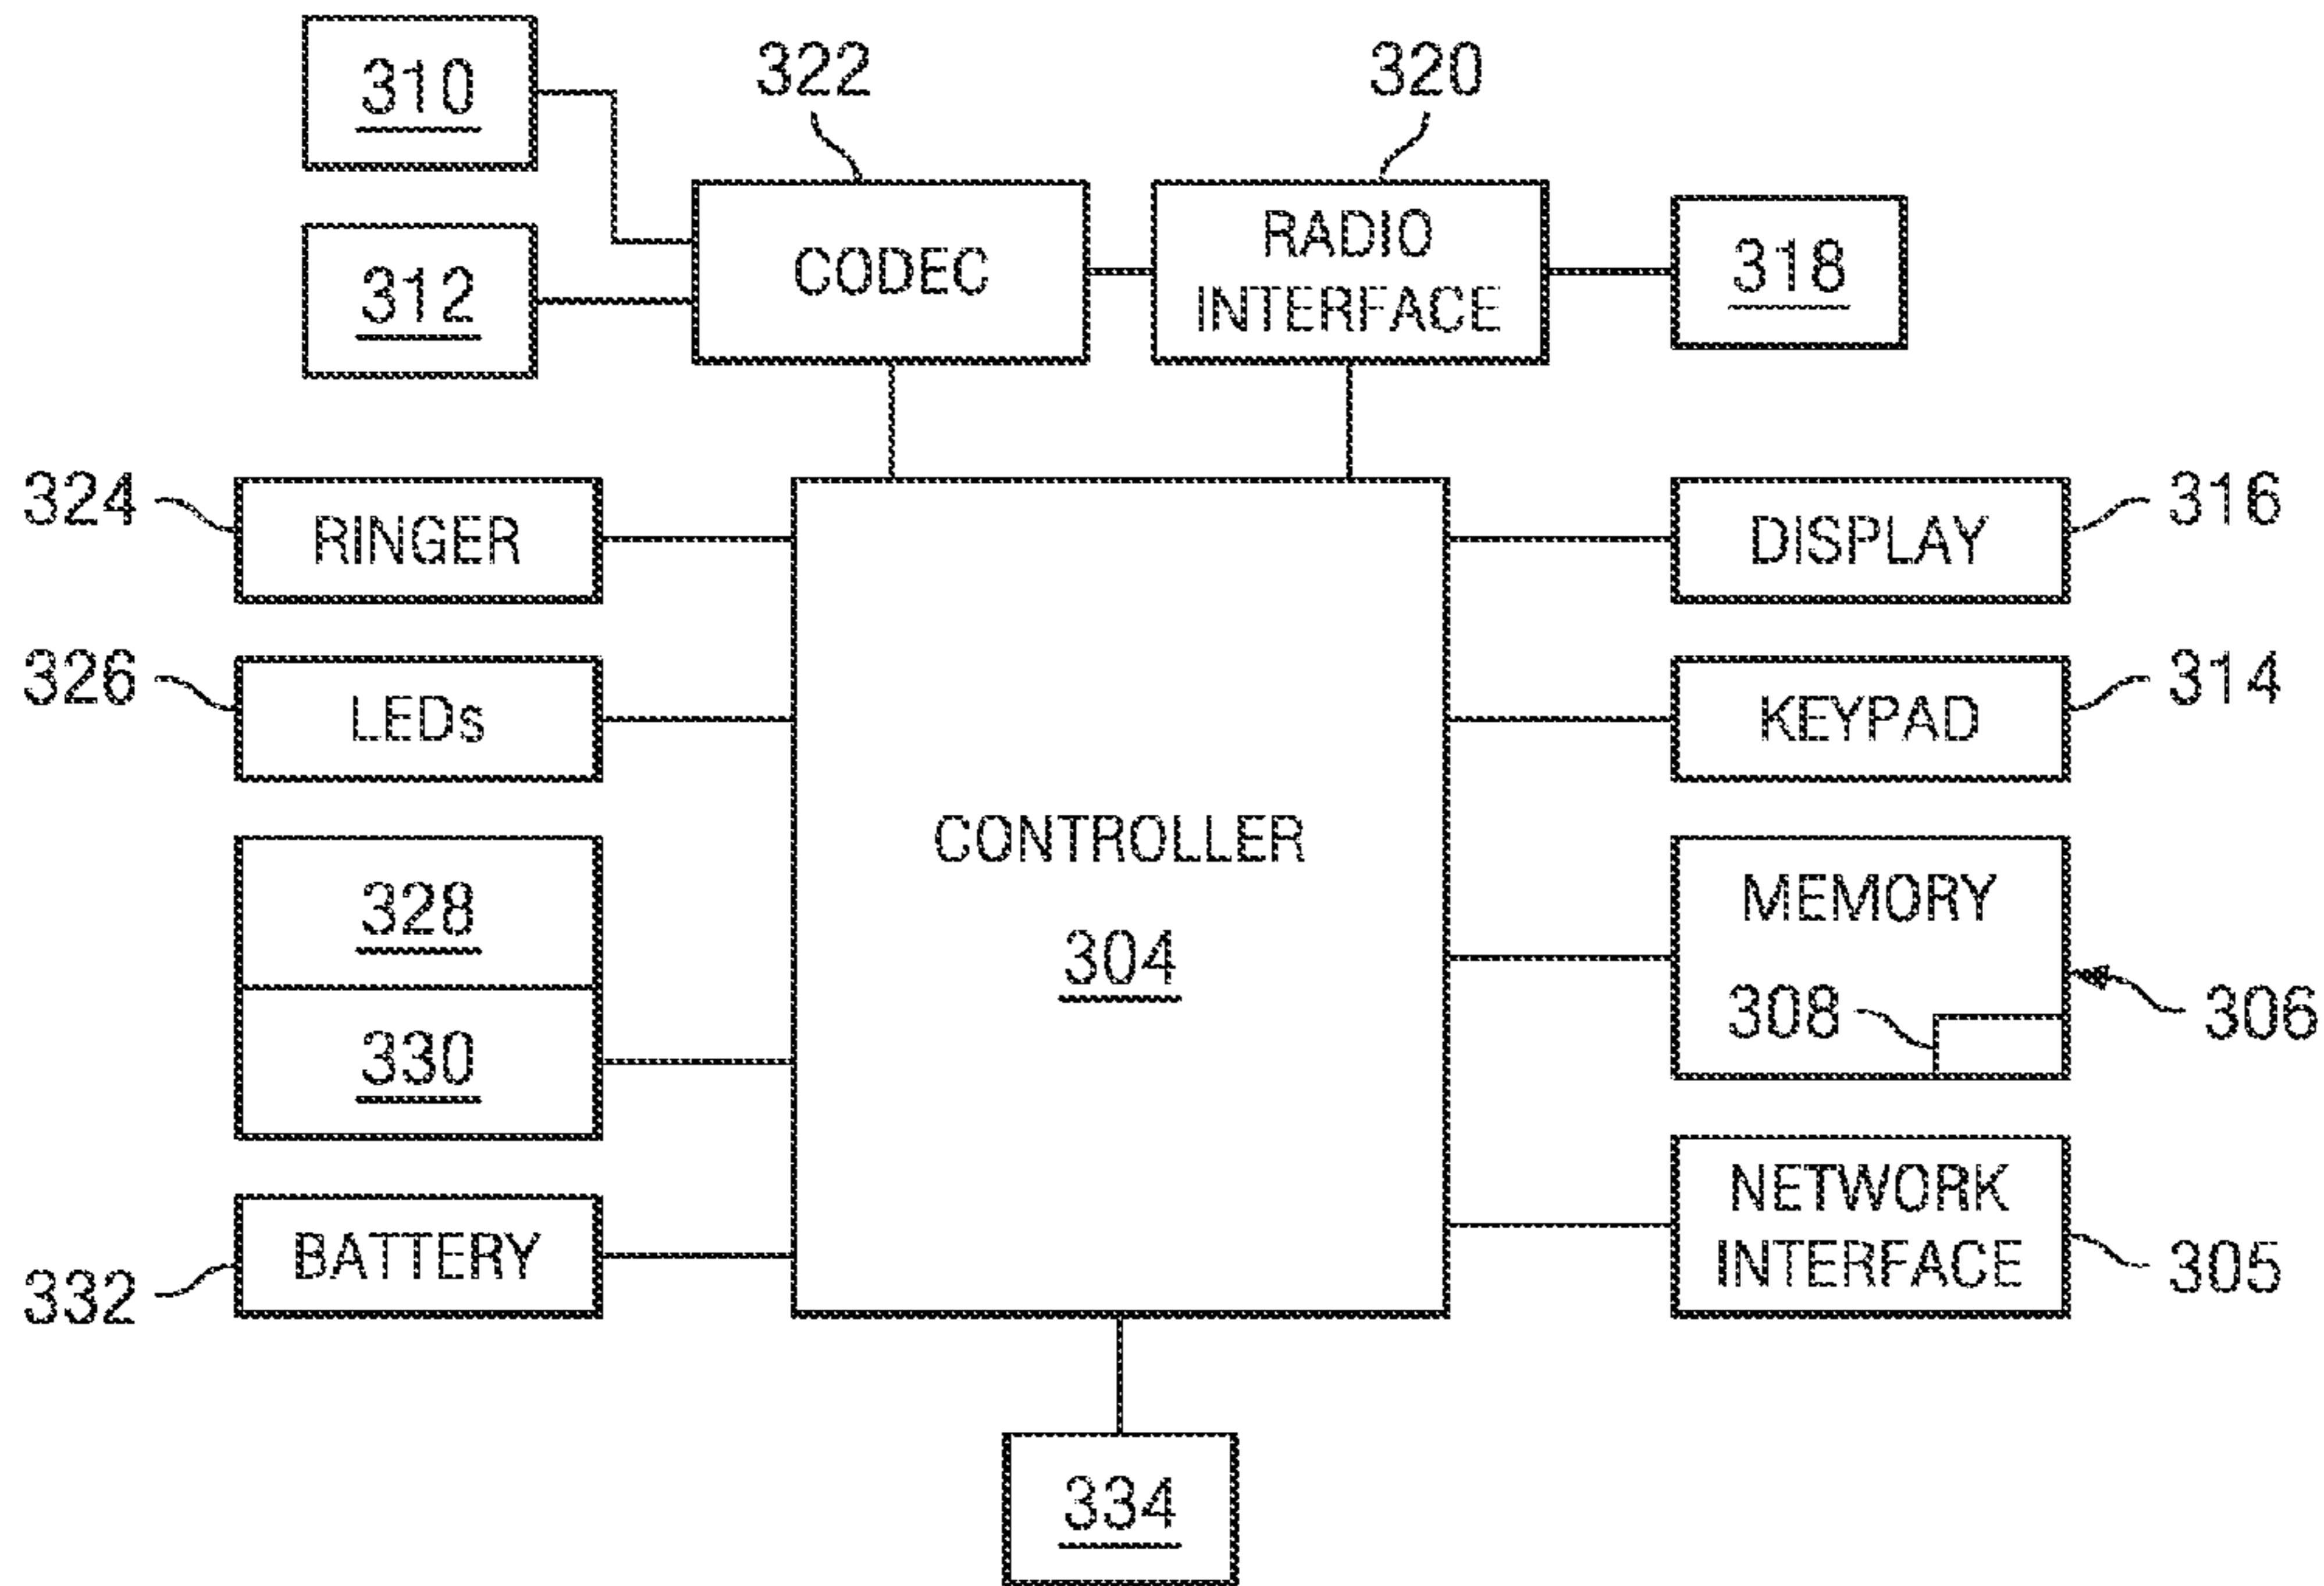 310
322
320
312
CODEC
RADIO
INTERFACE
318
324
RINGER
DISPLAY
316
326
LEDs
KEYPAD
314
CONTROLLER
304
328
330
MEMORY
308
306
332
BATTERY
NETWORK
INTERFACE
305
334